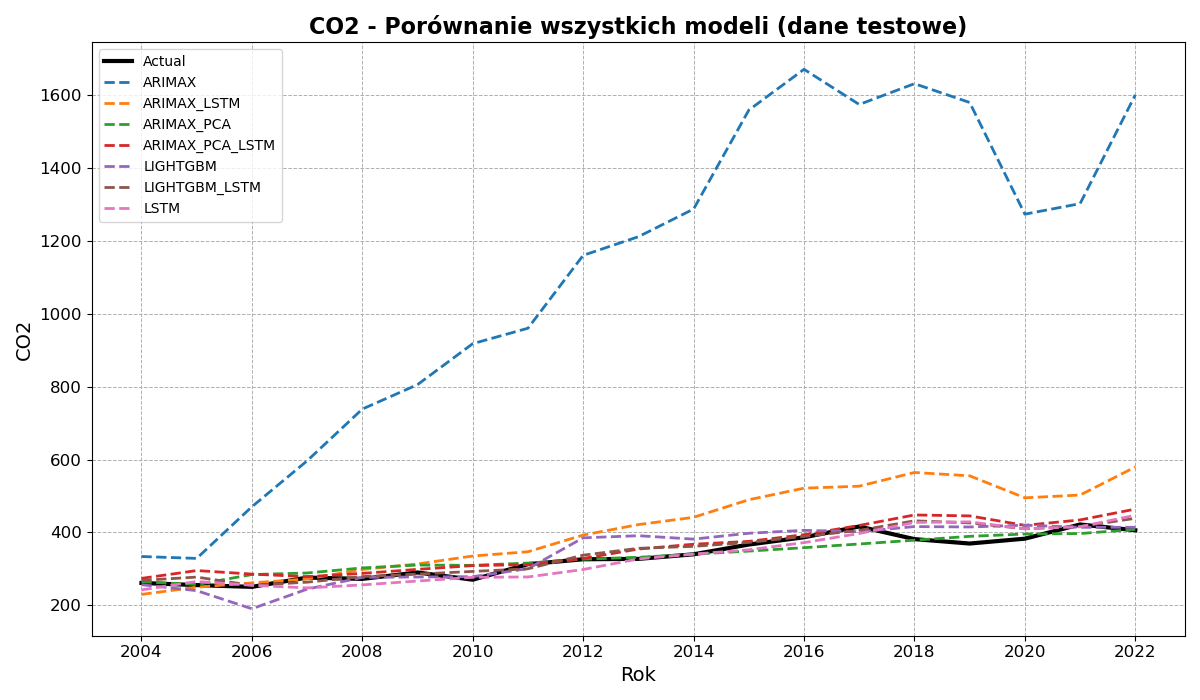 CO2 - Porównanie wszystkich modeli (dane testowe)
Actual
ARIMAX
ARIMAX_LSTM
ARIMAX_PCA
ARIMAX_PCA_LSTM
LIGHTGBM
LIGHTGBM_LSTM
LSTM
1600
1400
1200
1000
800
600
400
200
CO2
2004 2006 2008 2010 2012 2014 2016 2018 2020 2022
Rok